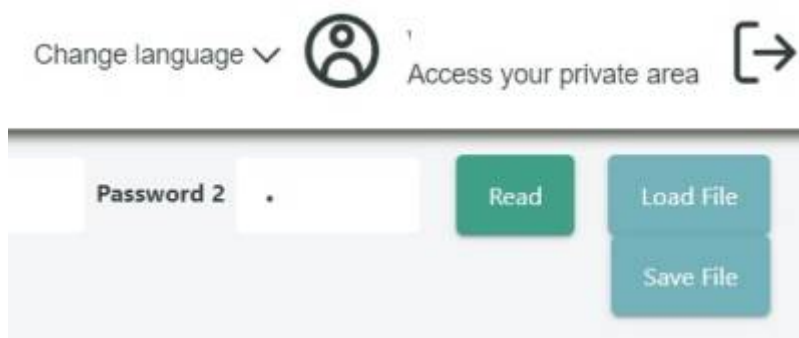 Change language
Access your private area
Password 2
Read
Load File
Save File